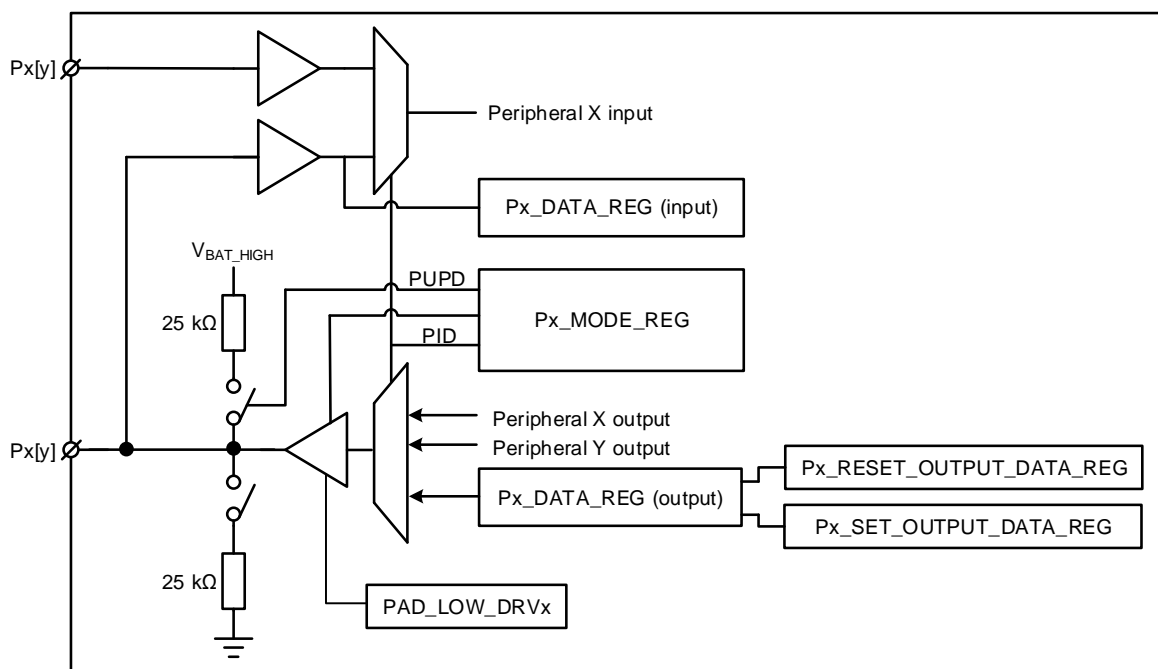 Px[y]
Peripheral X input
Px_DATA_REG (input)
VBAT_HIGH
PUPD
25 kΩ
Px_MODE_REG
PID
Peripheral X output
Px[y]
Peripheral Y output
Px_RESET_OUTPUT_DATA_REG
Px_DATA_REG (output)
Px_SET_OUTPUT_DATA_REG
25 kΩ
PAD_LOW_DRVx